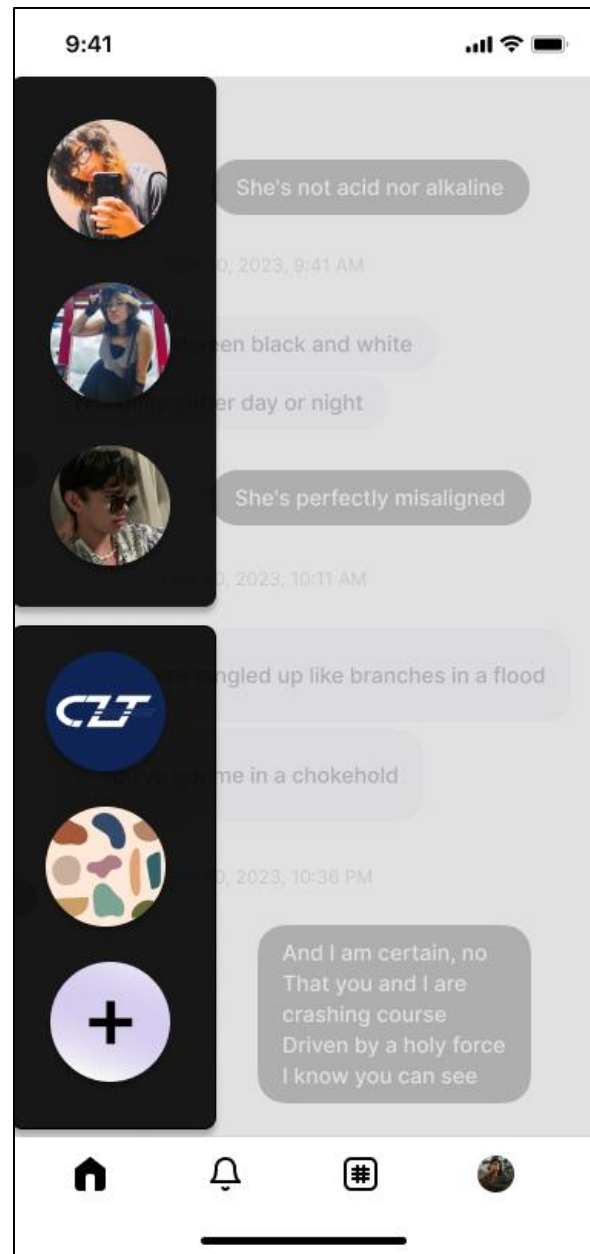 9:41
She's not acid nor alkaline
0, 2023, 9:41 AM
een black and white
er day or night
She's perfectly misaligned
0, 2023, 10:11 AM
ngled up like branches in a flood
me in a chokehold
0, 2023, 10:36 PM
CLT
And I am certain, no
That you and I are
crashing course
Driven by a holy force
I know you can see